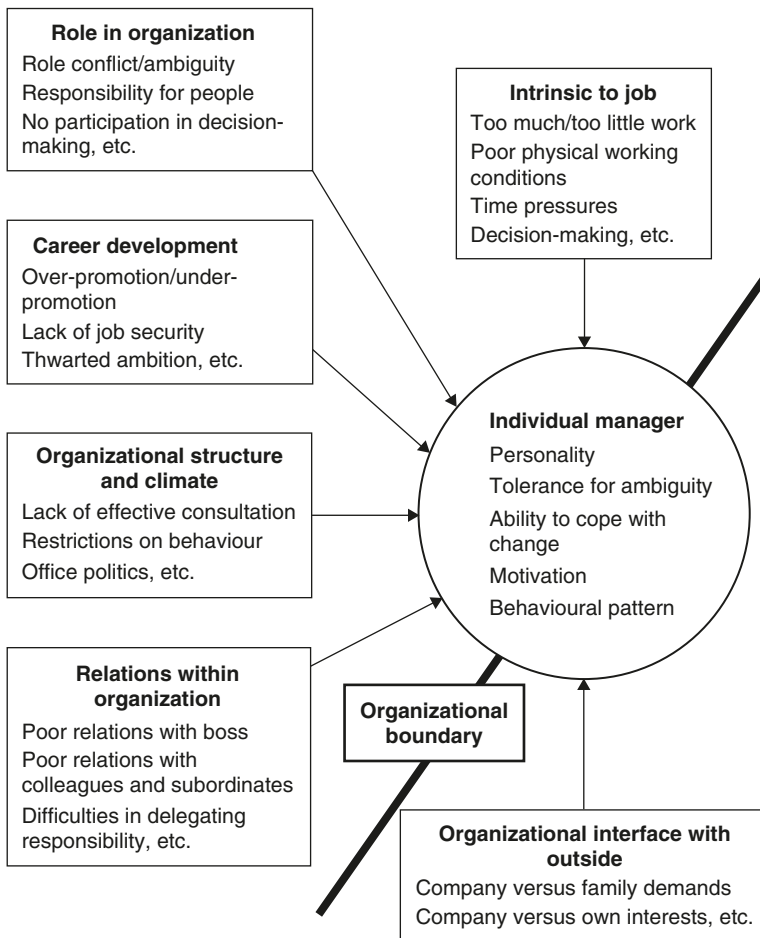 Role in organization
Role conflict/ambiguity
Responsibility for people
No participation in decision-
making, etc.
Intrinsic to job
Too much/too little work
Poor physical working
conditions
Time pressures
Decision-making, etc.
Career development
Over-promotion/under-
promotion
Lack of job security
Thwarted ambition, etc.
Individual manager
Personality
Tolerance for ambiguity
Ability to cope with
change
Motivation
Behavioural pattern
Organizational structure
and climate
Lack of effective consultation
Restrictions on behaviour
Office politics, etc.
Relations within
organization
Poor relations with boss
Poor relations with
colleagues and subordinates
Difficulties in delegating
responsibility, etc.
Organizational
boundary
Organizational interface with
outside
Company versus family demands
Company versus own interests, etc.